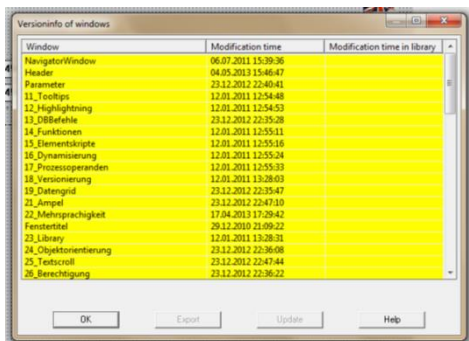 Versioninfo of windows
Window Modification time Modification time in library
NavigatorWindow 06.07.2011 15:39:36
Header 04.05.2013 15:46:47
Parameter 23.12.2012 22:40:41
11_Tooltips 12.01.2011 12:54:48
12_Highlightning 12.01.2011 12:54:53
13_DBBefehle 23.12.2012 22:35:28
14_Funktionen 12.01.2011 12:55:11
15_Elementskripte 12.01.2011 12:55:16
16_Dynamisierung 12.01.2011 12:55:24
17_Prozessoperanden 12.01.2011 12:55:33
18_Versionierung 12.01.2011 13:28:03
19_Datengrid 23.12.2012 22:35:47
21_Ampel 23.12.2012 22:47:10
22_Mehrsprachigkeit 17.04.2013 17:29:42
Fenstertitel 29.12.2010 21:09:22
23_Library 12.01.2011 13:28:31
24_Objektorientierung 23.12.2012 22:36:08
25_Textscroll 23.12.2012 22:47:44
26_Berechtigung 23.12.2012 22:36:22
OK Export Update Help